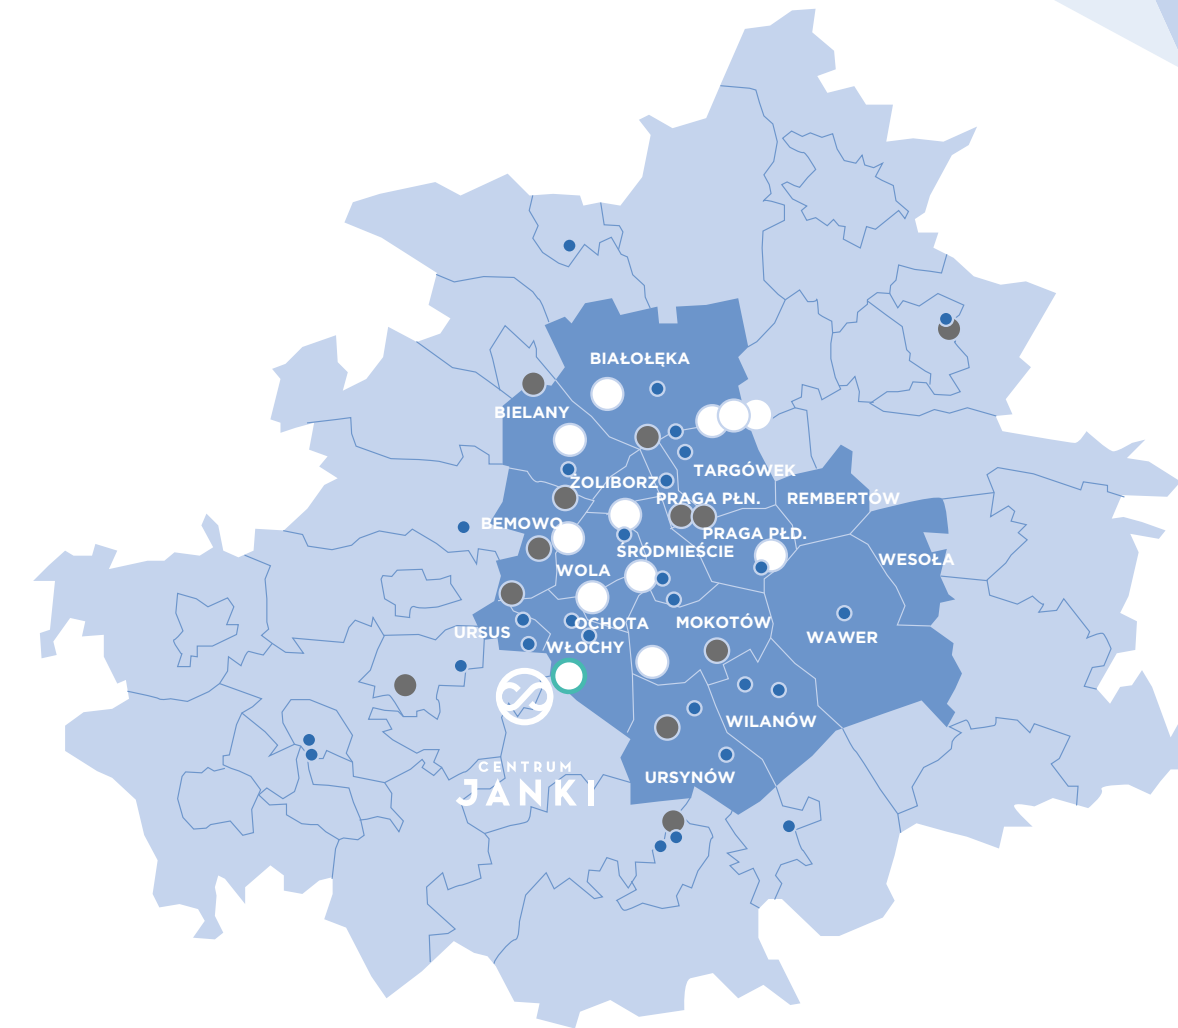 BIAŁOŁĘKA
BIELANY
TARGÓWEK
ŻOLIBORZ
PRAGA PŁN.
REMBERTÓW
BEMOWO
PRAGA PŁD.
ŚRÓDMIEŚCIE
WESOŁA
WOLA
OCHOTA
MOKOTÓW
URSUS
WAWER
WŁOCHY
WILANÓW
CENTRUM
JANKI
URSYNÓW